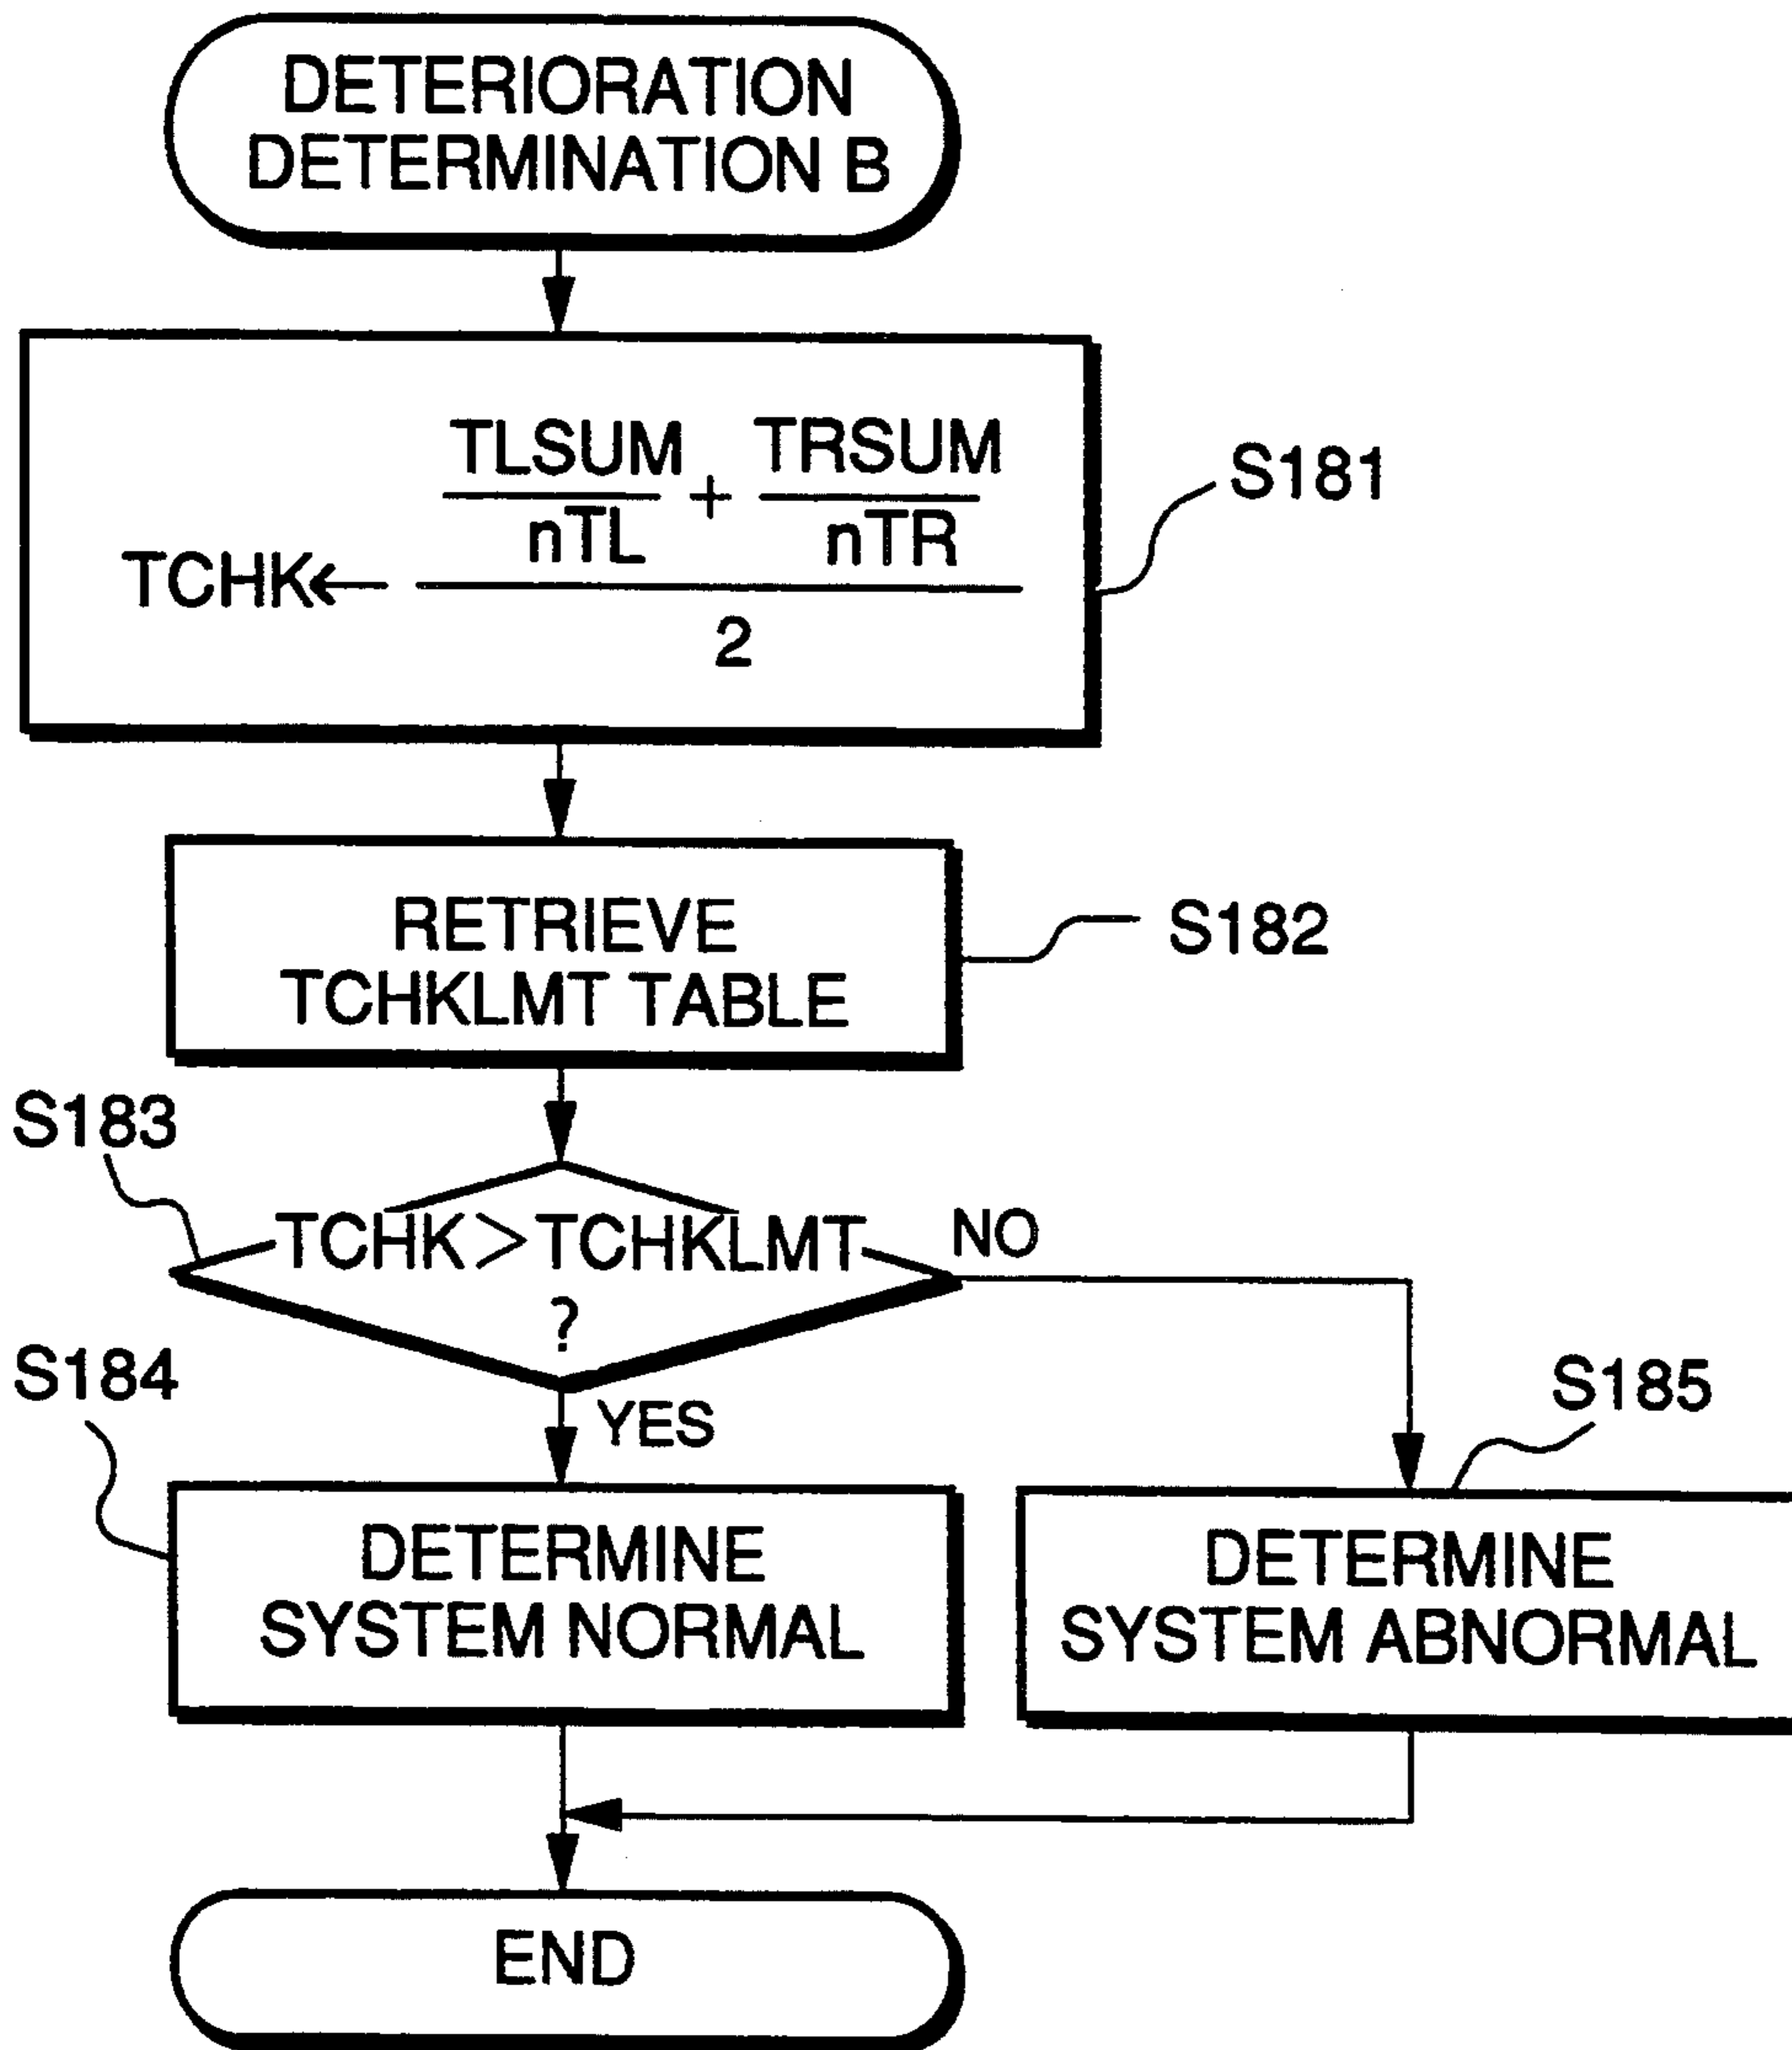 DETERIORATION
DETERMINATION B
TLSUM + TRSUM
nTL nTR
TCHK←
2
S181
RETRIEVE
TCHKLMT TABLE
S182
S183
TCHK>TCHKLMT
?
NO
YES
S184
DETERMINE
SYSTEM NORMAL
S185
DETERMINE
SYSTEM ABNORMAL
END